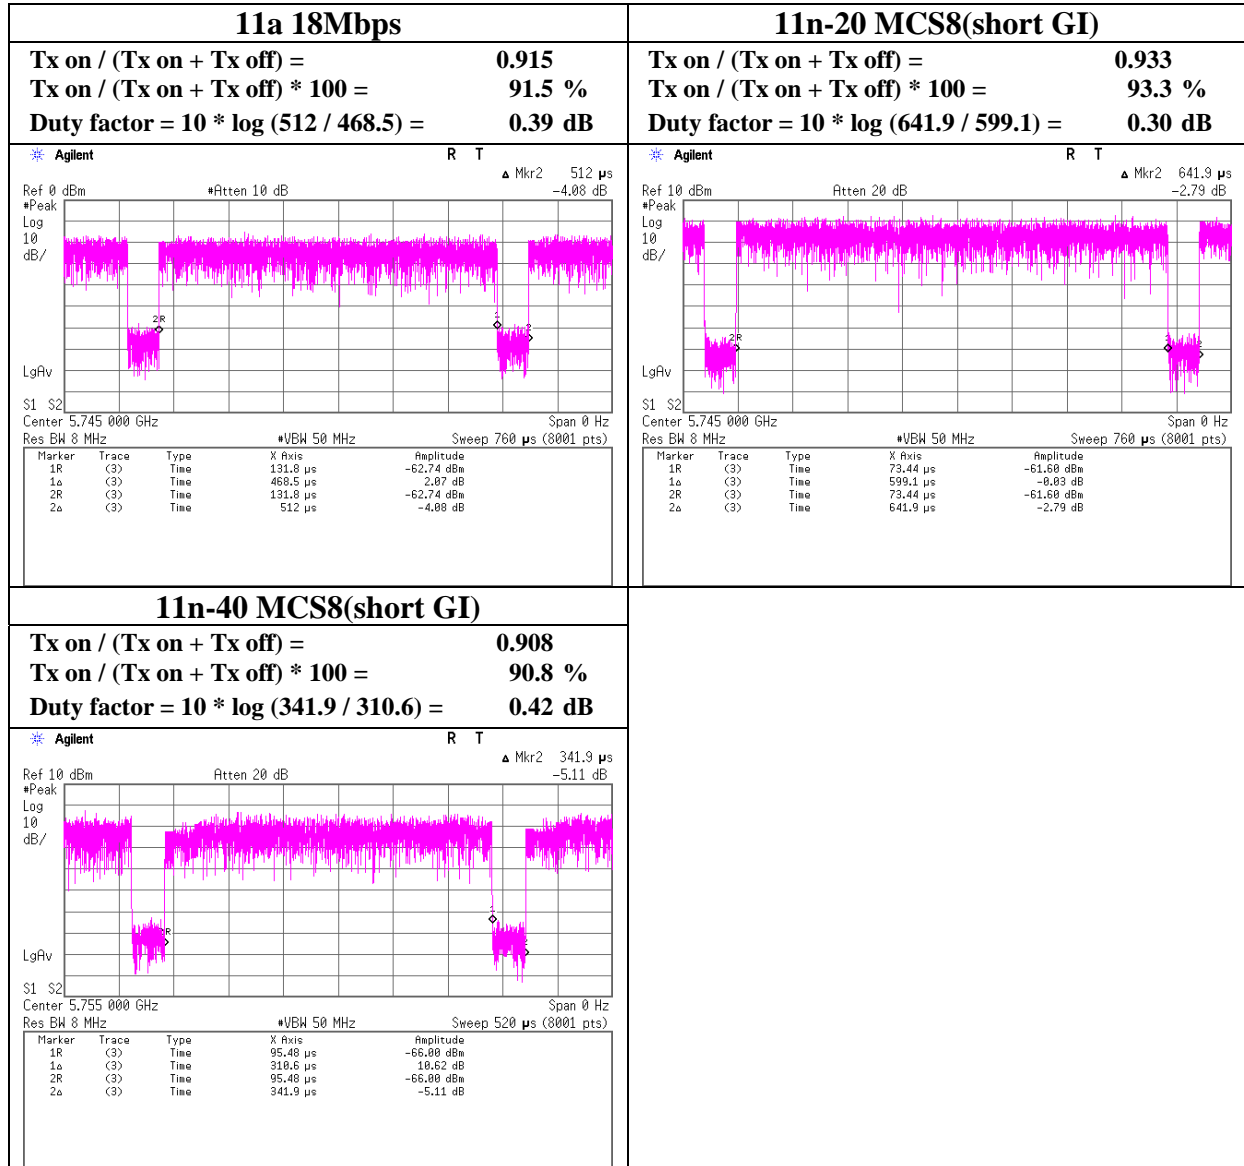 11a 18Mbps
Tx on / (Tx on + Tx off) = 0.915
Tx on / (Tx on + Tx off) * 100 = 91.5 %
Duty factor = 10 * log (512 / 468.5) = 0.39 dB
Agilent R T
Δ Mkr2 512 µs
Ref 0 dBm #Atten 10 dB -4.08 dB
#Peak
Log
10
dB/
2R
1
2
LgAv
S1 S2
Center 5.745 000 GHz Span 0 Hz
Res BW 8 MHz #VBW 50 MHz Sweep 760 µs (8001 pts)
Marker Trace Type X Axis Amplitude
1R (3) Time 131.8 µs -62.74 dBm
1Δ (3) Time 468.5 µs 2.07 dB
2R (3) Time 131.8 µs -62.74 dBm
2Δ (3) Time 512 µs -4.08 dB
11n-20 MCS8(short GI)
Tx on / (Tx on + Tx off) = 0.933
Tx on / (Tx on + Tx off) * 100 = 93.3 %
Duty factor = 10 * log (641.9 / 599.1) = 0.30 dB
Agilent R T
Δ Mkr2 641.9 µs
Ref 10 dBm Atten 20 dB -2.79 dB
#Peak
Log
10
dB/
2R
1
2
LgAv
S1 S2
Center 5.745 000 GHz Span 0 Hz
Res BW 8 MHz #VBW 50 MHz Sweep 760 µs (8001 pts)
Marker Trace Type X Axis Amplitude
1R (3) Time 73.44 µs -61.60 dBm
1Δ (3) Time 599.1 µs -0.03 dB
2R (3) Time 73.44 µs -61.60 dBm
2Δ (3) Time 641.9 µs -2.79 dB
11n-40 MCS8(short GI)
Tx on / (Tx on + Tx off) = 0.908
Tx on / (Tx on + Tx off) * 100 = 90.8 %
Duty factor = 10 * log (341.9 / 310.6) = 0.42 dB
Agilent R T
Δ Mkr2 341.9 µs
Ref 10 dBm Atten 20 dB -5.11 dB
#Peak
Log
10
dB/
1
LgAv
S1 S2
Center 5.755 000 GHz Span 0 Hz
Res BW 8 MHz #VBW 50 MHz Sweep 520 µs (8001 pts)
Marker Trace Type X Axis Amplitude
1R (3) Time 95.48 µs -66.00 dBm
1Δ (3) Time 310.6 µs 10.62 dB
2R (3) Time 95.48 µs -66.00 dBm
2Δ (3) Time 341.9 µs -5.11 dB